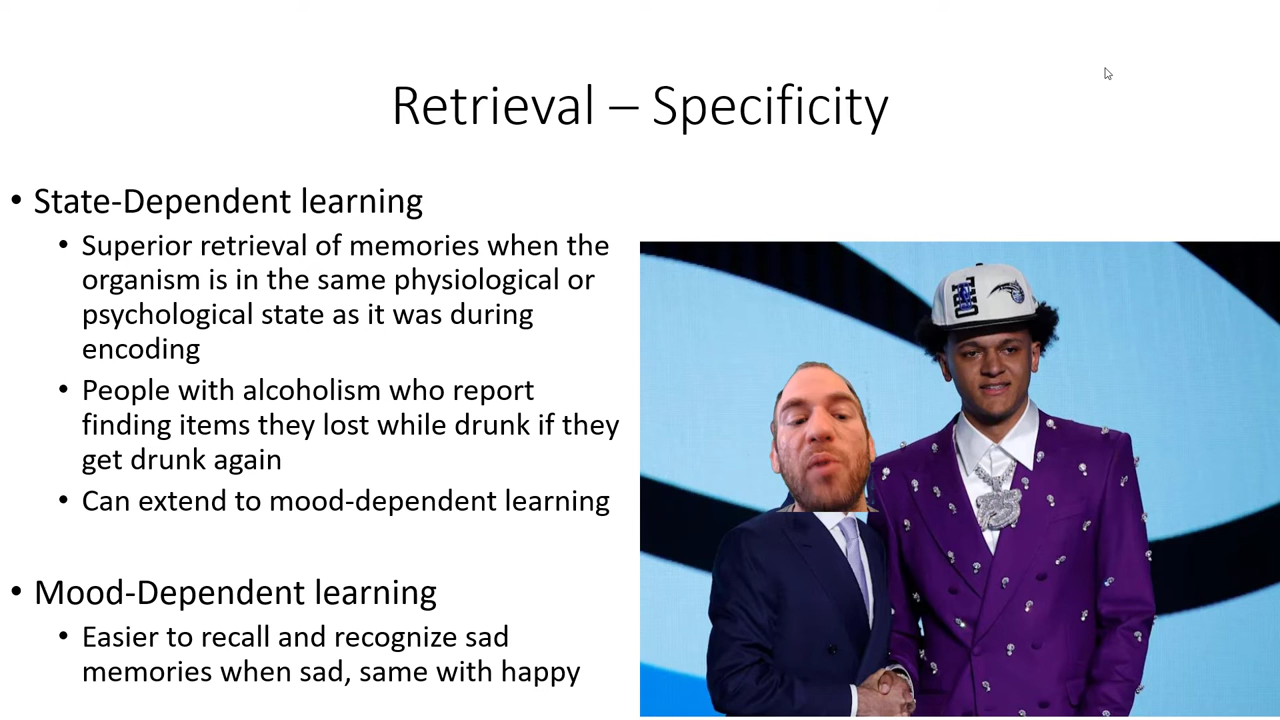 Retrieval – Specificity
• State-Dependent learning
• Superior retrieval of memories when the
organism is in the same physiological or
psychological state as it was during
encoding
• People with alcoholism who report
finding items they lost while drunk if they
get drunk again
• Can extend to mood-dependent learning
• Mood-Dependent learning
• Easier to recall and recognize sad
memories when sad, same with happy